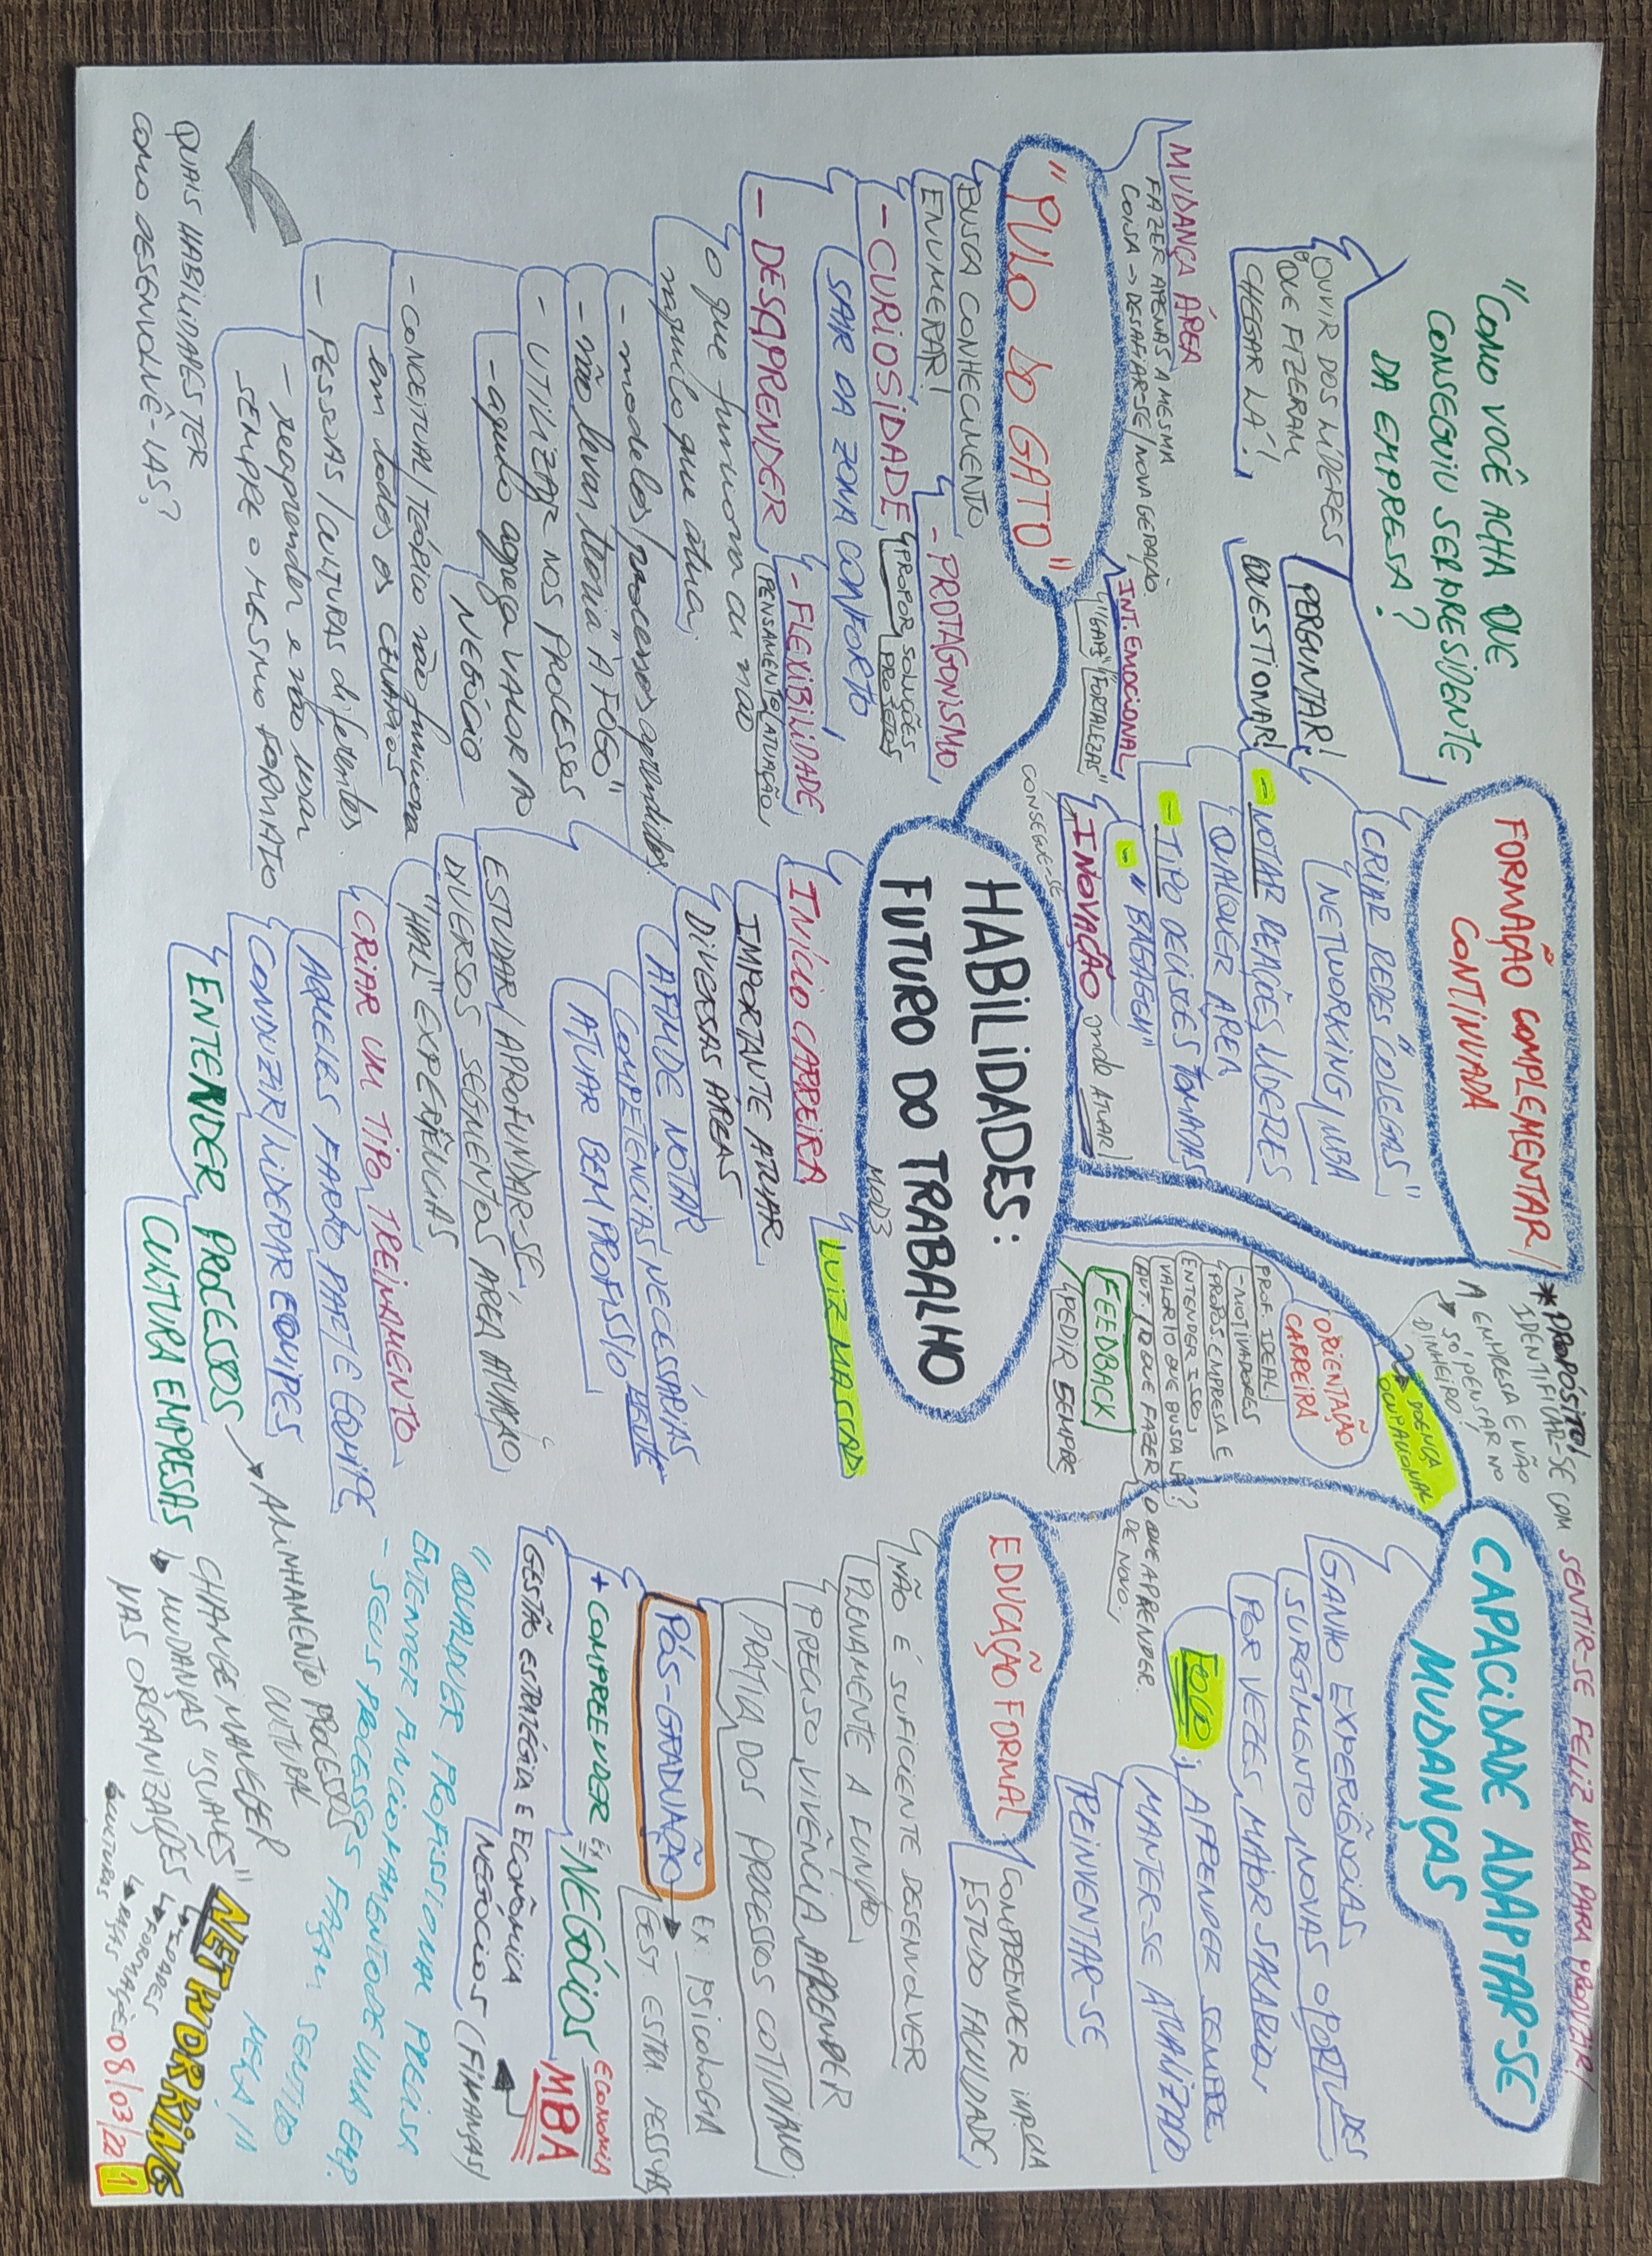 "COMO VOCÊ ACHA QUE
CONSEGUIU SER PRESIDENTE
DA EMPRESA?
OUVIR DOS LÍDERES
O QUE FIZERAM
CHEGAR LÁ!
PERGUNTAR!
QUESTIONAR!
FORMAÇÃO COMPLEMENTAR/
CONTINUADA
CRIAR REDES "COLEGAS"
NETWORKING/MBA
- NOTAR REAÇÕES LÍDERES
QUALQUER ÁREA
- TIPO DECISÕES TOMADAS
- "BAGAGEM"
INOVAÇÃO onde ATUAR!
CONSEGUE-SE
* PROPÓSITO!
IDENTIFICAR-SE COM
A EMPRESA E NÃO
SÓ PENSAR NO
DINHEIRO!
DOENÇA
OCUPACIONAL
SENTIR-SE FELIZ NELA PARA PRODUZIR/
CAPACIDADE ADAPTAR-SE
MUDANÇAS
GANHO EXPERIÊNCIAS
SURGIMENTO NOVAS OPORTUDES
POR VEZES MAIOR SALÁRIO
FOCO: APRENDER SEMPRE
MANTER-SE ATUALIZADO
REINVENTAR-SE
ORIENTAÇÃO
CARREIRA
PROF. IDEAL
-MOTIVADORES
PROPÓS. EMPRESA E
ENTENDER ISSO
VALOR/O QUE BUSCA LÁ?
AUT./O QUE FAZER
O QUE APRENDER
DE NOVO.
FEEDBACK
PEDIR SEMPRE
MUDANÇA ÁREA
FAZER APENAS A MESMA
COISA → DESAFIAR-SE/NOVA GERAÇÃO.
INT. EMOCIONAL
"GAPS" "FORTALEZAS"
"PULO DO GATO"
BUSCA CONHECIMENTO
ENUMERAR!
- PROTAGONISMO
PROPOR SOLUÇÕES
PROJETOS
- CURIOSIDADE
SAIR DA ZONA CONFORTO
- FLEXIBILIDADE
PENSAMENTO ATUAÇÃO
- DESAPRENDER
o que funciona ou não
naquilo que atua
- modelos/processos aprendidos
- não levar teoria "A FOGO"
- UTILIZAR NOS PROCESSOS
- aquilo agrega VALOR AO
NEGÓCIO
- CONCEITUAL/TEÓRICO não funciona
em todos os CENÁRIOS
- PESSOAS/CULTURAS diferentes
- reaprender e não usar
SEMPRE O MESMO FORMATO
QUAIS HABILIDADES TER
COMO DESENVOLVÊ-LAS?
HABILIDADES:
FUTURO DO TRABALHO
MOD3
LUIZ MASSAD
INÍCIO CARREIRA
IMPORTANTE ATUAR
DIVERSAS ÁREAS
AFIM DE NOTAR
COMPETÊNCIAS NECESSÁRIAS
ATUAR BEM PROFISSIOMENTE
ESTUDAR/APROFUNDAR-SE
DIVERSOS SEGMENTOS ÁREA ATUAÇÃO
"HALL" EXPERIÊNCIAS
CRIAR UM TIPO TREINAMENTO
AQUELES FARÃO PARTE EQUIPE
CONDUZIR/LIDERAR EQUIPES
ENTENDER PROCESSOS
CULTURA EMPRESAS
ALINHAMENTO PROCESSOS
CULTURAL
CHANGE MANEGER
MUDANÇAS "SUAVES"
NAS ORGANIZAÇÕES
EDUCAÇÃO FORMAL
COMPREENDER IMP.CIA
ESTUDO FACULDADE
NÃO É SUFICIENTE DESENVOLVER
PLENAMENTE A FUNÇÃO
PRECISO VIVÊNCIA APRENDER
PRÁTICA DOS PROCESSOS COTIDIANO
PÓS-GRADUAÇÃO
EX. PSICOLOGIA
GEST. ESTRA. PESSOAS
+ COMPREENDER EX NEGÓCIOS
ECONOMIA
MBA
GESTÃO ESTRATÉGICA E ECONÔMICA
NEGÓCIOS (FINANÇAS)
"QUALQUER PROFISSIONAL PRECISA
ENTENDER FUNCIONAMENTO DE UMA EMP.
- SEUS PROCESSOS FAÇAM SENTIDO
NELA!"
NETWORKING
IDADES
FORMAÇÕES
RAÇAS
CULTURAS
08/03/22 1